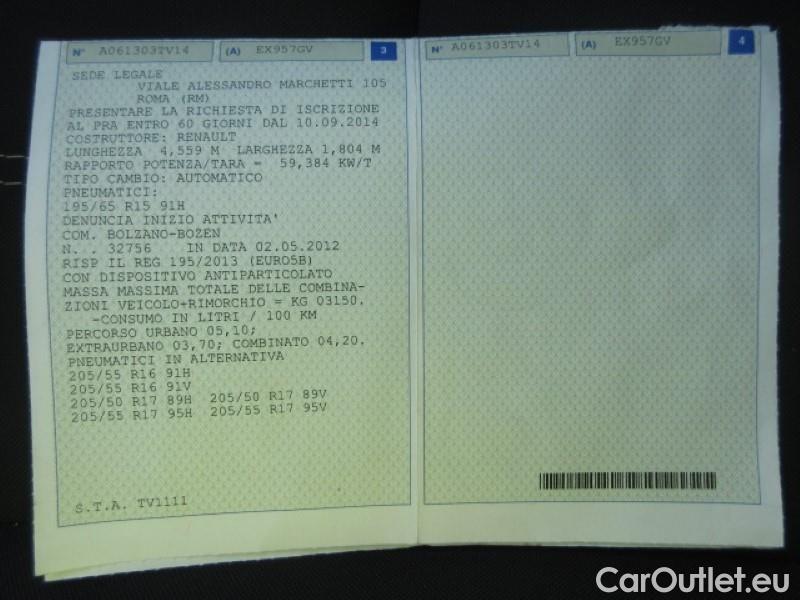 N° A061303TV14 (A) EX957GV 3
SEDE LEGALE
VIALE ALESSANDRO MARCHETTI 105
ROMA (RM)
PRESENTARE LA RICHIESTA DI ISCRIZIONE
AL PRA ENTRO 60 GIORNI DAL 10.09.2014
COSTRUTTORE: RENAULT
LUNGHEZZA 4,559 M LARGHEZZA 1,804 M
RAPPORTO POTENZA/TARA = 59,384 KW/T
TIPO CAMBIO: AUTOMATICO
PNEUMATICI:
195/65 R15 91H
DENUNCIA INIZIO ATTIVITA'
COM. BOLZANO-BOZEN
N. . 32756 IN DATA 02.05.2012
RISP IL REG 195/2013 (EURO5B)
CON DISPOSITIVO ANTIPARTICOLATO
MASSA MASSIMA TOTALE DELLE COMBINA-
ZIONI VEICOLO+RIMORCHIO = KG 03150.
-CONSUMO IN LITRI / 100 KM
PERCORSO URBANO 05,10;
EXTRAURBANO 03,70; COMBINATO 04,20.
PNEUMATICI IN ALTERNATIVA
205/55 R16 91H
205/55 R16 91V
205/50 R17 89H 205/50 R17 89V
205/55 R17 95H 205/55 R17 95V
S.T.A. TV1111
N° A061303TV14 (A) EX957GV 4
CarOutlet.eu